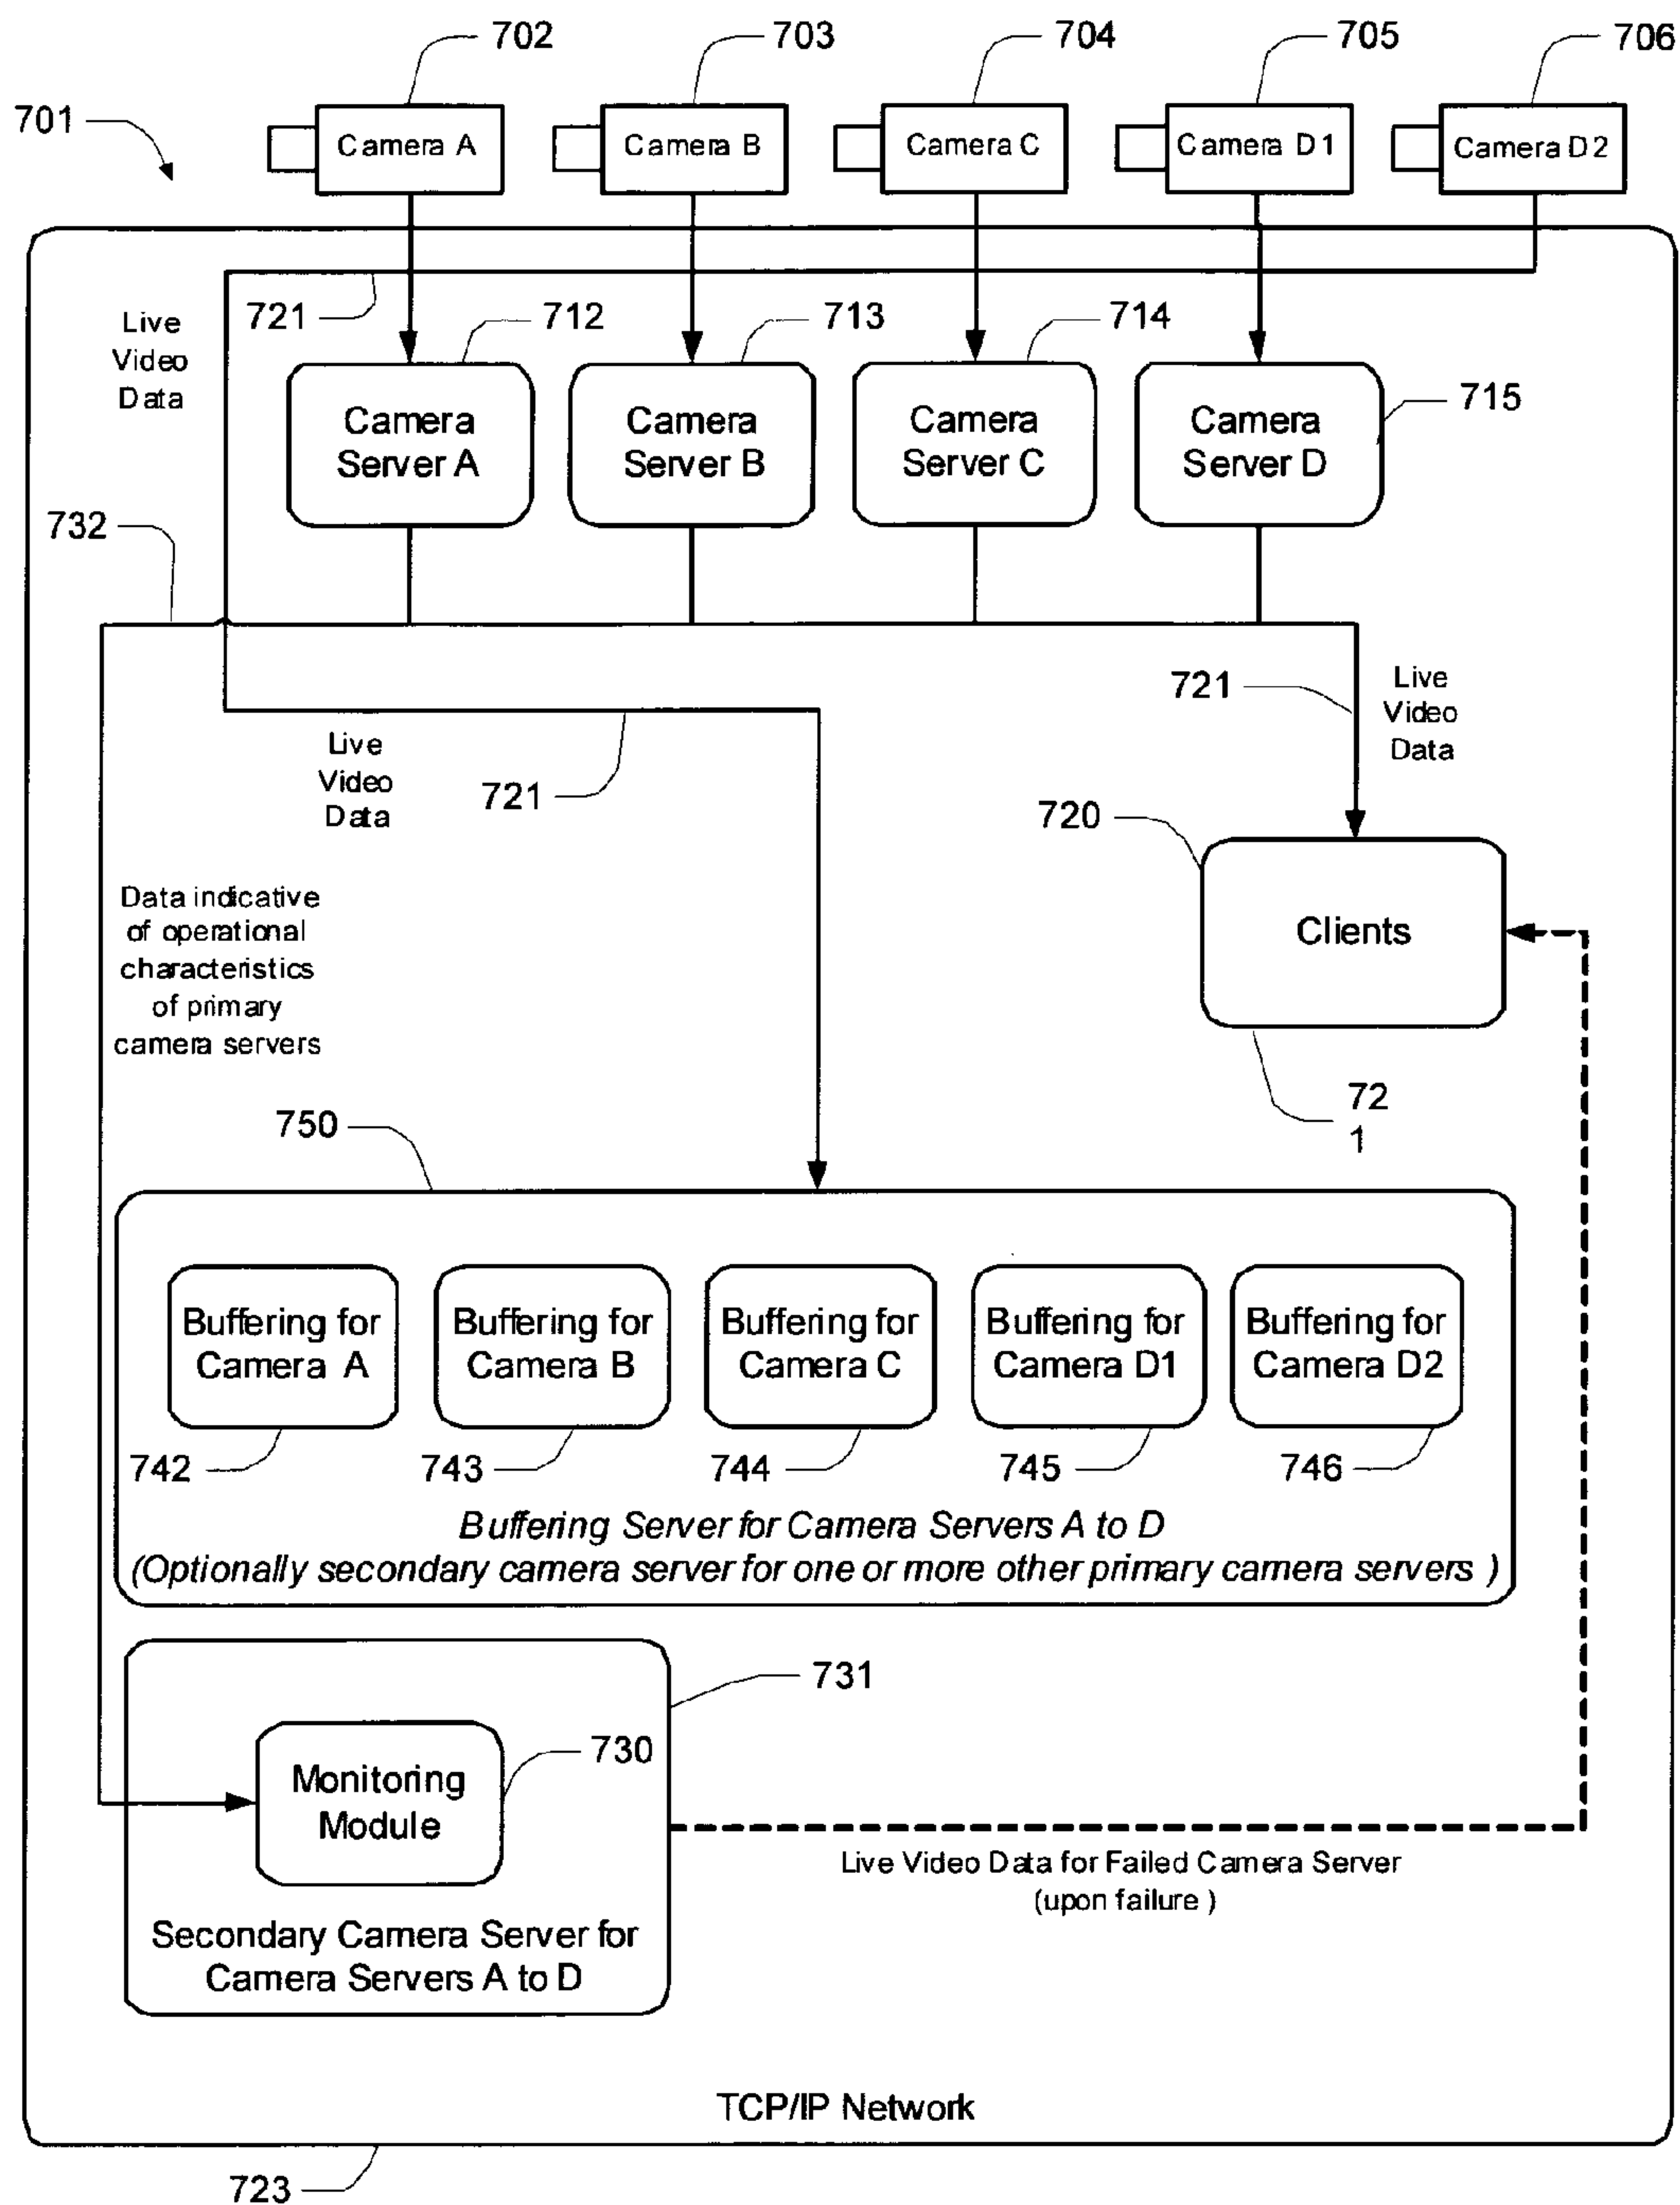 702
703
704
705
706
701
Camera A
Camera B
Camera C
Camera D1
Camera D2
721
712
713
714
Live
Video
Data
Camera
Server A
Camera
Server B
Camera
Server C
Camera
Server D
715
732
721
Live
Video
Data
Live
Video
Data
721
720
Clients
Data indicative
of operational
characteristics
of primary
camera servers
72
1
750
Buffering for
Camera A
Buffering for
Camera B
Buffering for
Camera C
Buffering for
Camera D1
Buffering for
Camera D2
742
743
744
745
746
Buffering Server for Camera Servers A to D
(Optionally secondary camera server for one or more other primary camera servers )
731
730
Monitoring
Module
Live Video Data for Failed Camera Server
(upon failure )
Secondary Camera Server for
Camera Servers A to D
TCP/IP Network
723